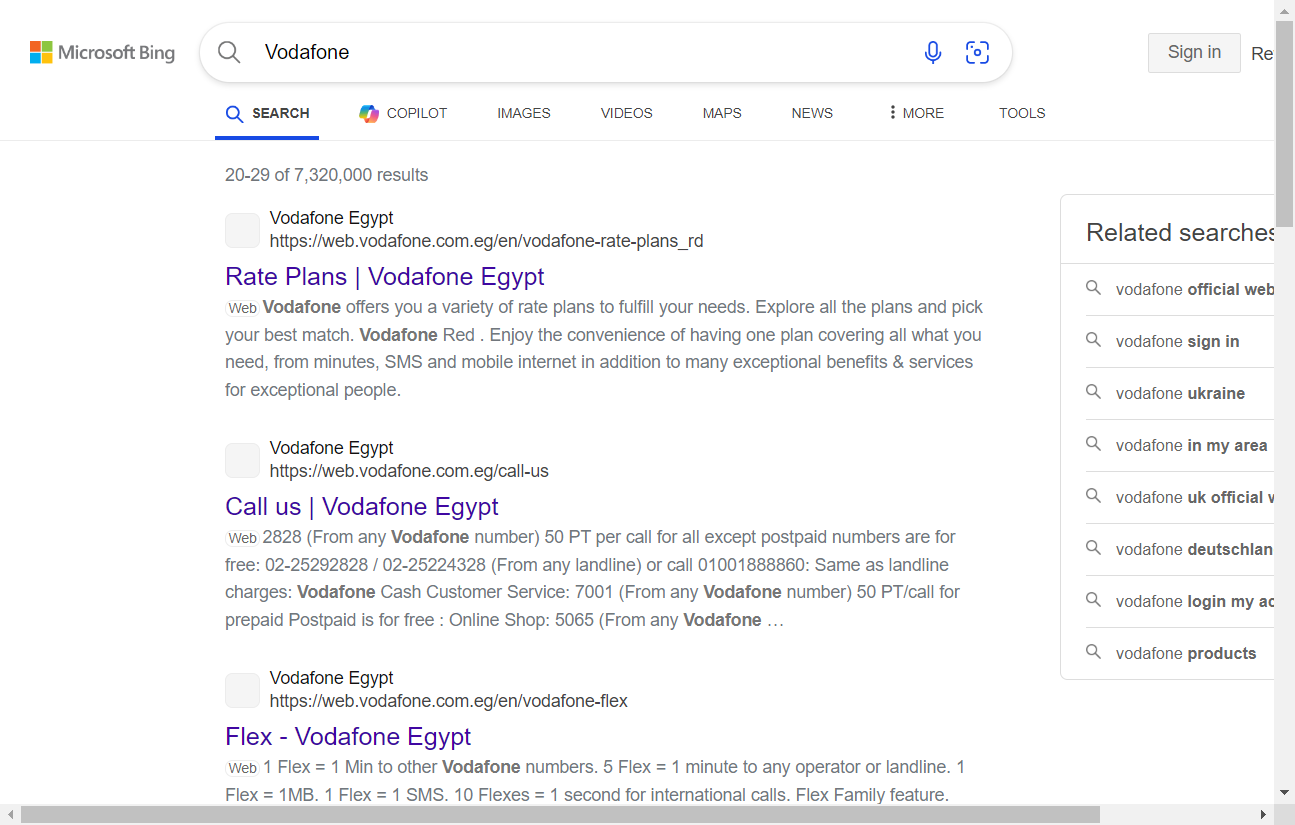 Microsoft Bing
Vodafone
Sign in
Re
SEARCH
COPILOT
IMAGES
VIDEOS
MAPS
NEWS
MORE
TOOLS
20-29 of 7,320,000 results
Vodafone Egypt
https://web.vodafone.com.eg/en/vodafone-rate-plans_rd
Rate Plans | Vodafone Egypt
Web Vodafone offers you a variety of rate plans to fulfill your needs. Explore all the plans and pick
your best match. Vodafone Red . Enjoy the convenience of having one plan covering all what you
need, from minutes, SMS and mobile internet in addition to many exceptional benefits & services
for exceptional people.
Vodafone Egypt
https://web.vodafone.com.eg/call-us
Call us | Vodafone Egypt
Web 2828 (From any Vodafone number) 50 PT per call for all except postpaid numbers are for
free: 02-25292828 / 02-25224328 (From any landline) or call 01001888860: Same as landline
charges: Vodafone Cash Customer Service: 7001 (From any Vodafone number) 50 PT/call for
prepaid Postpaid is for free : Online Shop: 5065 (From any Vodafone …
Vodafone Egypt
https://web.vodafone.com.eg/en/vodafone-flex
Flex - Vodafone Egypt
Web 1 Flex = 1 Min to other Vodafone numbers. 5 Flex = 1 minute to any operator or landline. 1
Flex = 1MB. 1 Flex = 1 SMS. 10 Flexes = 1 second for international calls. Flex Family feature.
Related searches
vodafone official web
vodafone sign in
vodafone ukraine
vodafone in my area
vodafone uk official w
vodafone deutschlan
vodafone login my ac
vodafone products